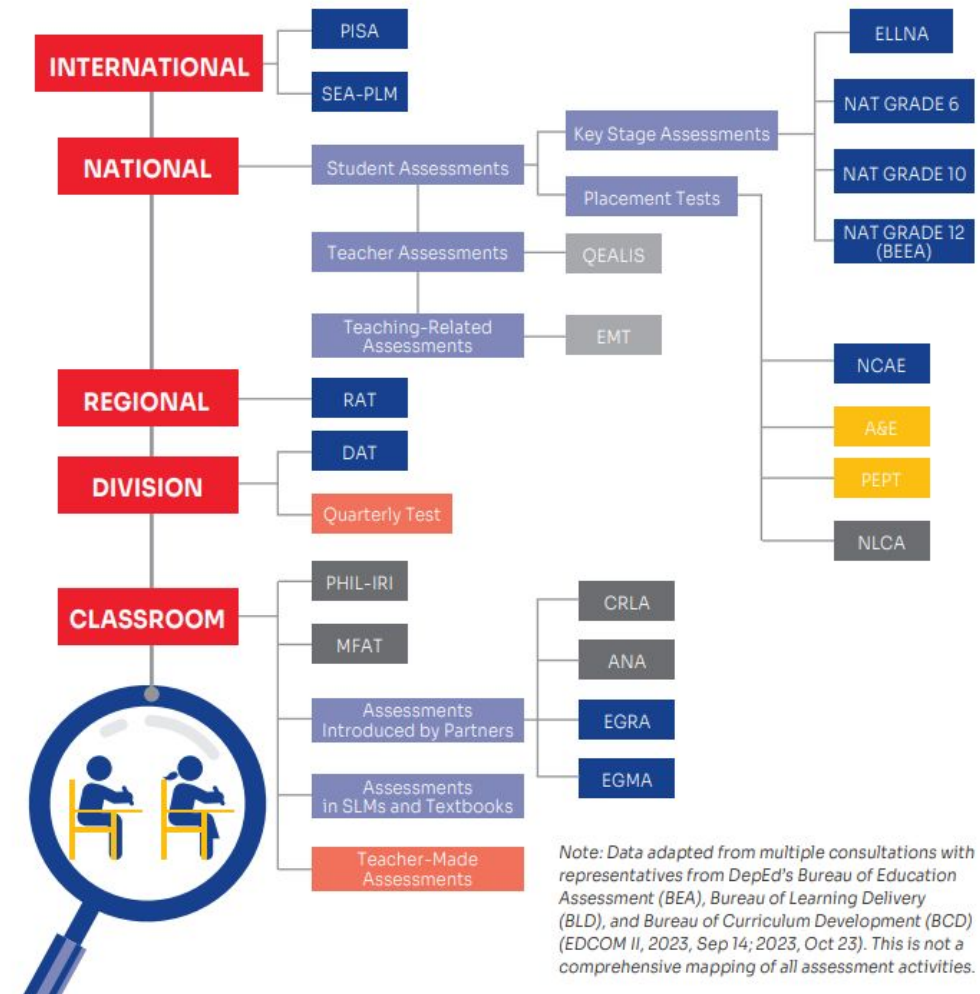 INTERNATIONAL
PISA
SEA-PLM
NATIONAL
Student Assessments
Key Stage Assessments
ELLNA
NAT GRADE 6
NAT GRADE 10
NAT GRADE 12
(BEEA)
Placement Tests
NCAE
A&E
PEPT
NLCA
Teacher Assessments
QEALIS
Teaching-Related
Assessments
EMT
REGIONAL
RAT
DIVISION
DAT
Quarterly Test
CLASSROOM
PHIL-IRI
MFAT
Assessments
Introduced by Partners
CRLA
ANA
EGRA
EGMA
Assessments
in SLMs and Textbooks
Teacher-Made
Assessments
Note: Data adapted from multiple consultations with
representatives from DepEd's Bureau of Education
Assessment (BEA), Bureau of Learning Delivery
(BLD), and Bureau of Curriculum Development (BCD)
(EDCOM II, 2023, Sep 14; 2023, Oct 23). This is not a
comprehensive mapping of all assessment activities.